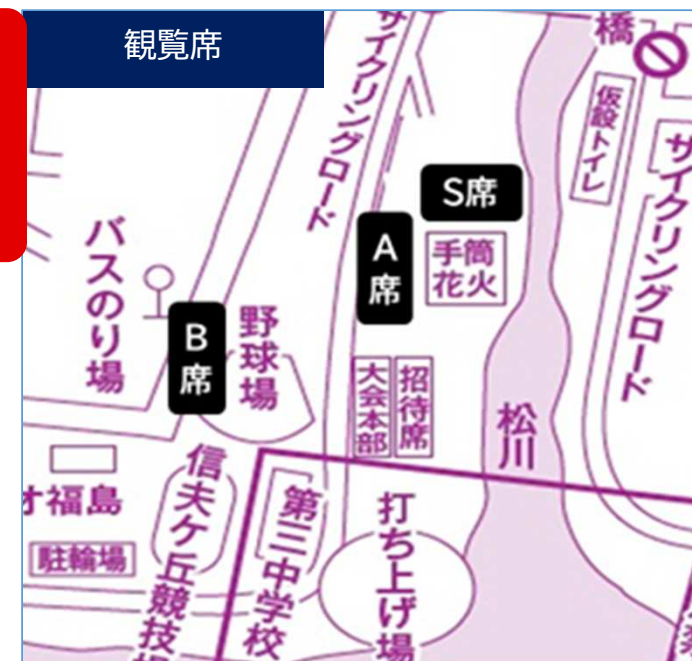 観覧席
サイクリングロード
橋
仮設トイレ
サイクリングロード
S席
A席
手筒
花火
バスのり場
B席
野球場
大会本部
招待席
松川
信夫ケ丘競技場
第三中学校
打ち上げ場
福島
駐輪場